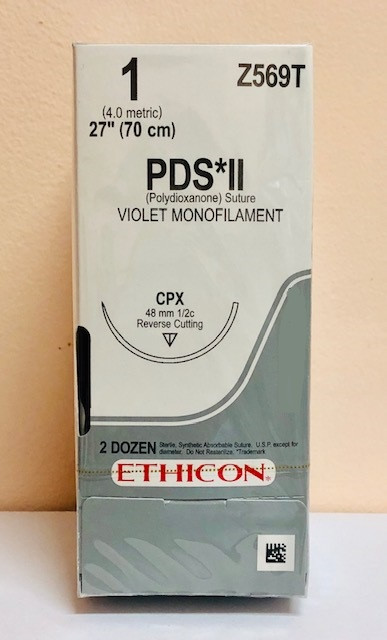 1
Z569T
(4.0 metric)
27" (70 cm)
PDS*II
(Polydioxanone) Suture
VIOLET MONOFILAMENT
CPX
48 mm 1/2c
Reverse Cutting
2 DOZEN
Sterile, Synthetic Absorbable Suture. U.S.P. except for
diameter. Do Not Resterilize. *Trademark
ETHICON®